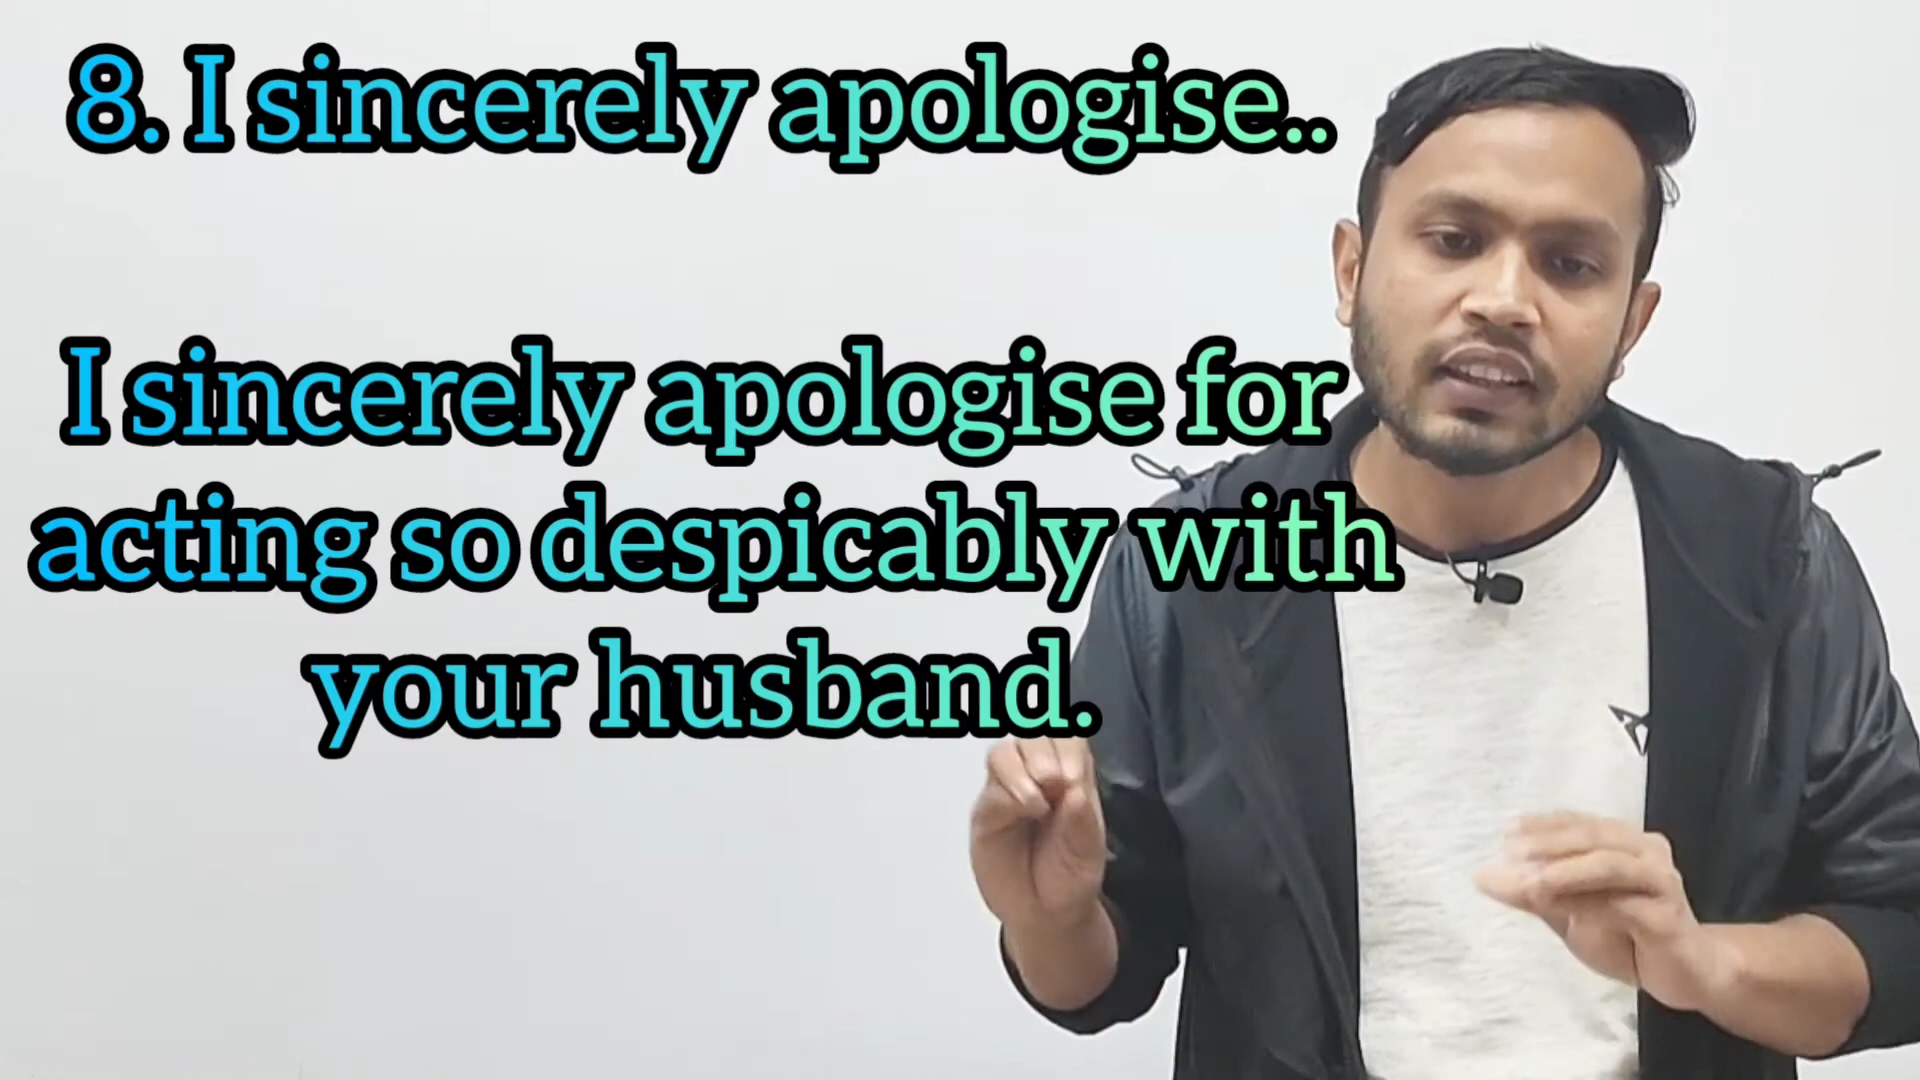 8. I sincerely apologise..
I sincerely apologise for
acting so despicably with
your husband.